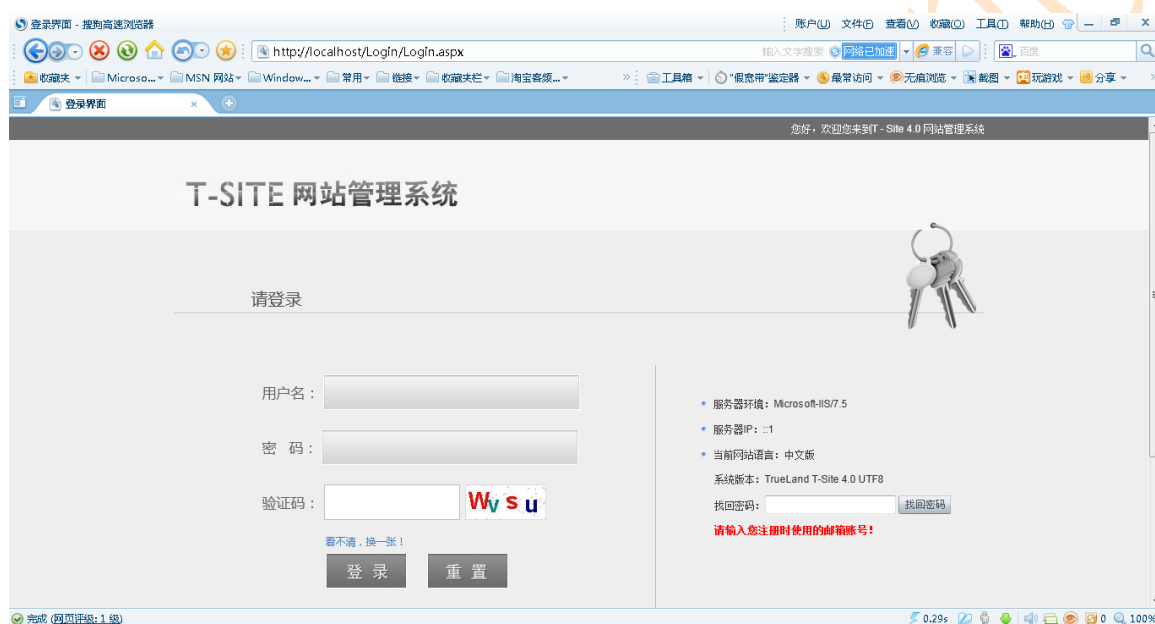 登录界面 - 搜狗高速浏览器
账户(U) 文件(F) 查看(V) 收藏(O) 工具(T) 帮助(H)
http://localhost/Login/Login.aspx
输入文字搜索 网络已加速 兼容 百度
收藏夹 Microso... MSN 网站 Window... 常用 链接 收藏夹栏 淘宝客频... » 工具箱 "假宽带"鉴定器 最常访问 无痕浏览 截图 玩游戏 分享
登录界面 ×
您好，欢迎您来到T - Site 4.0 网站管理系统
T-SITE 网站管理系统
请登录
用户名：
密 码：
验证码： Wv s u
看不清，换一张！
登 录 重 置
服务器环境：Microsoft-IIS/7.5
服务器IP：::1
当前网站语言：中文版
系统版本：TrueLand T-Site 4.0 UTF8
找回密码： 找回密码
请输入您注册时使用的邮箱账号！
完成 (网页评级: 1 级) 0.29s 0 100%